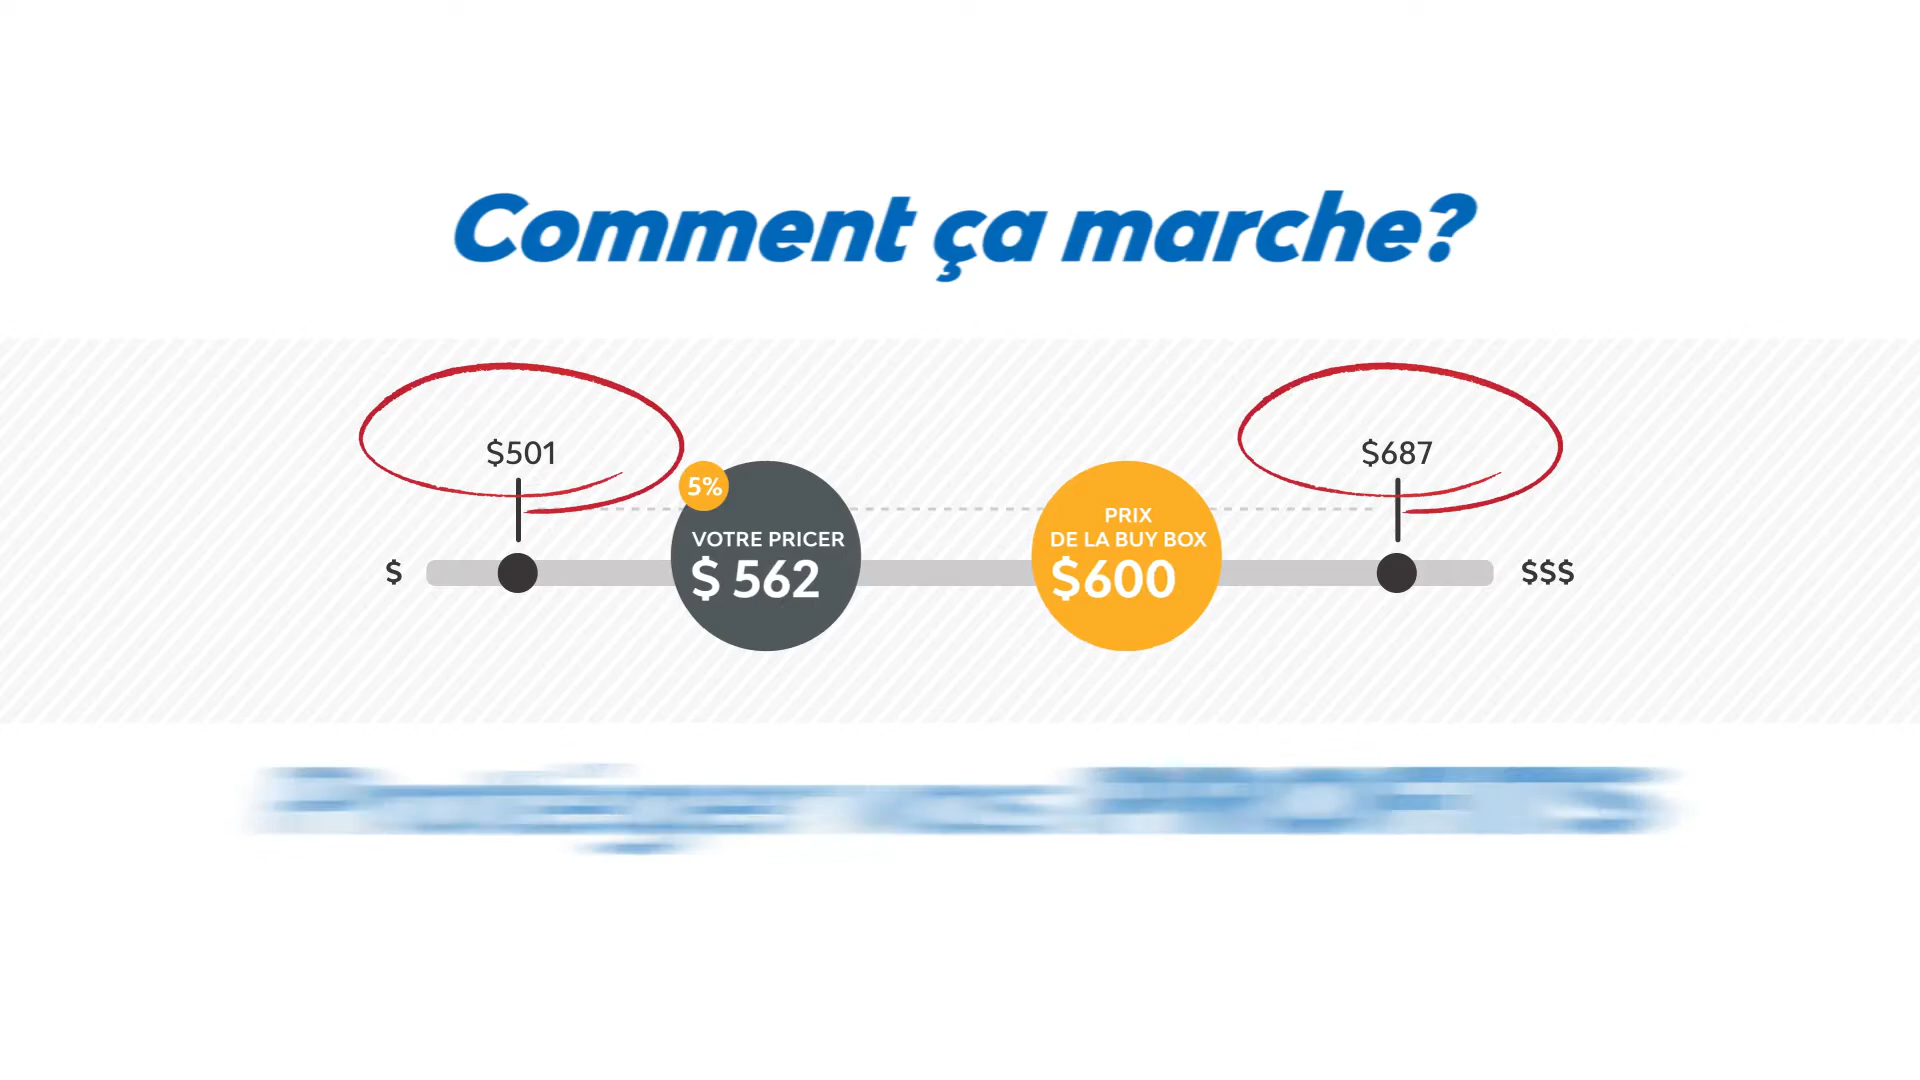 Comment ça marche?
$501
$687
5%
VOTRE PRICER
$ 562
PRIX
DE LA BUY BOX
$600
$
$$$